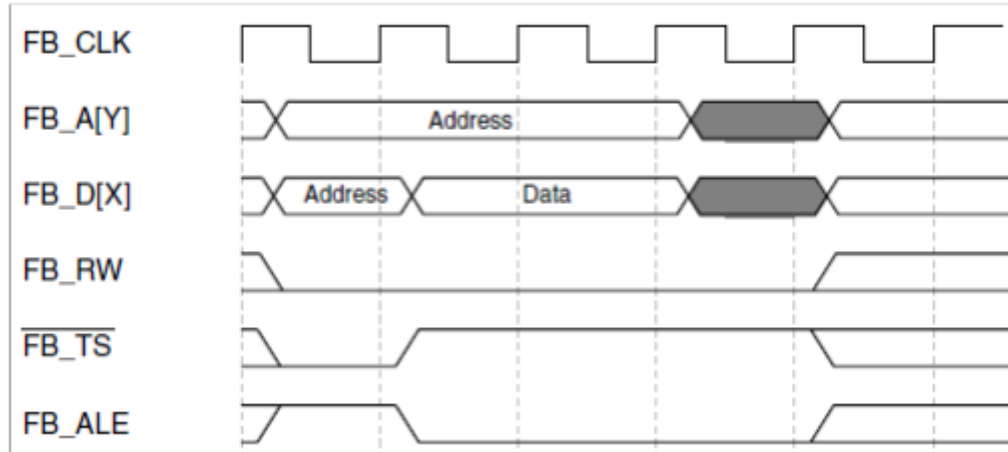 FB_CLK
FB_A[Y] Address
FB_D[X] Address Data
FB_RW
FB_TS
FB_ALE